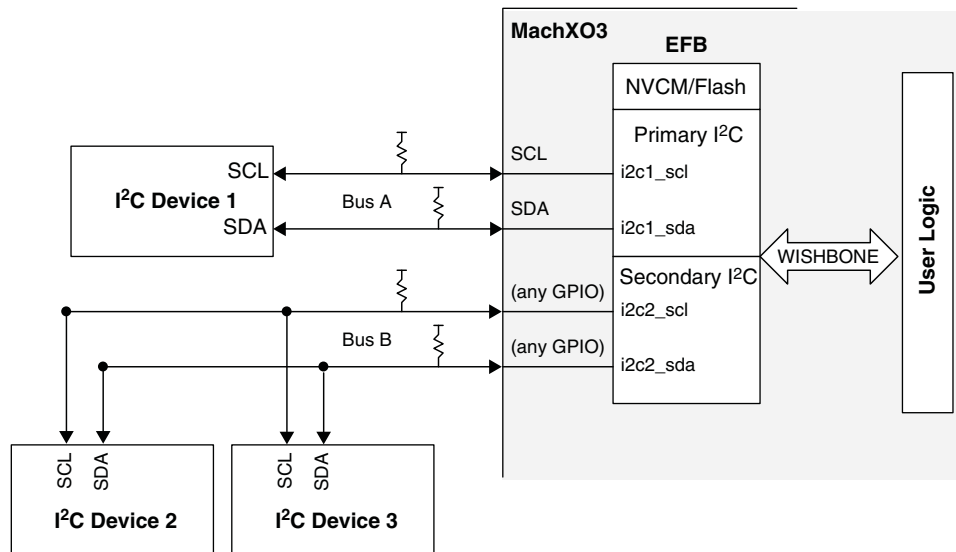 MachXO3
EFB
NVCM/Flash
Primary I²C
SCL
i2c1_scl
SCL
I²C Device 1
Bus A
SDA
SDA
i2c1_sda
WISHBONE
User Logic
Secondary I²C
(any GPIO)
i2c2_scl
Bus B
(any GPIO)
i2c2_sda
SCL
SDA
SCL
SDA
I²C Device 2
I²C Device 3